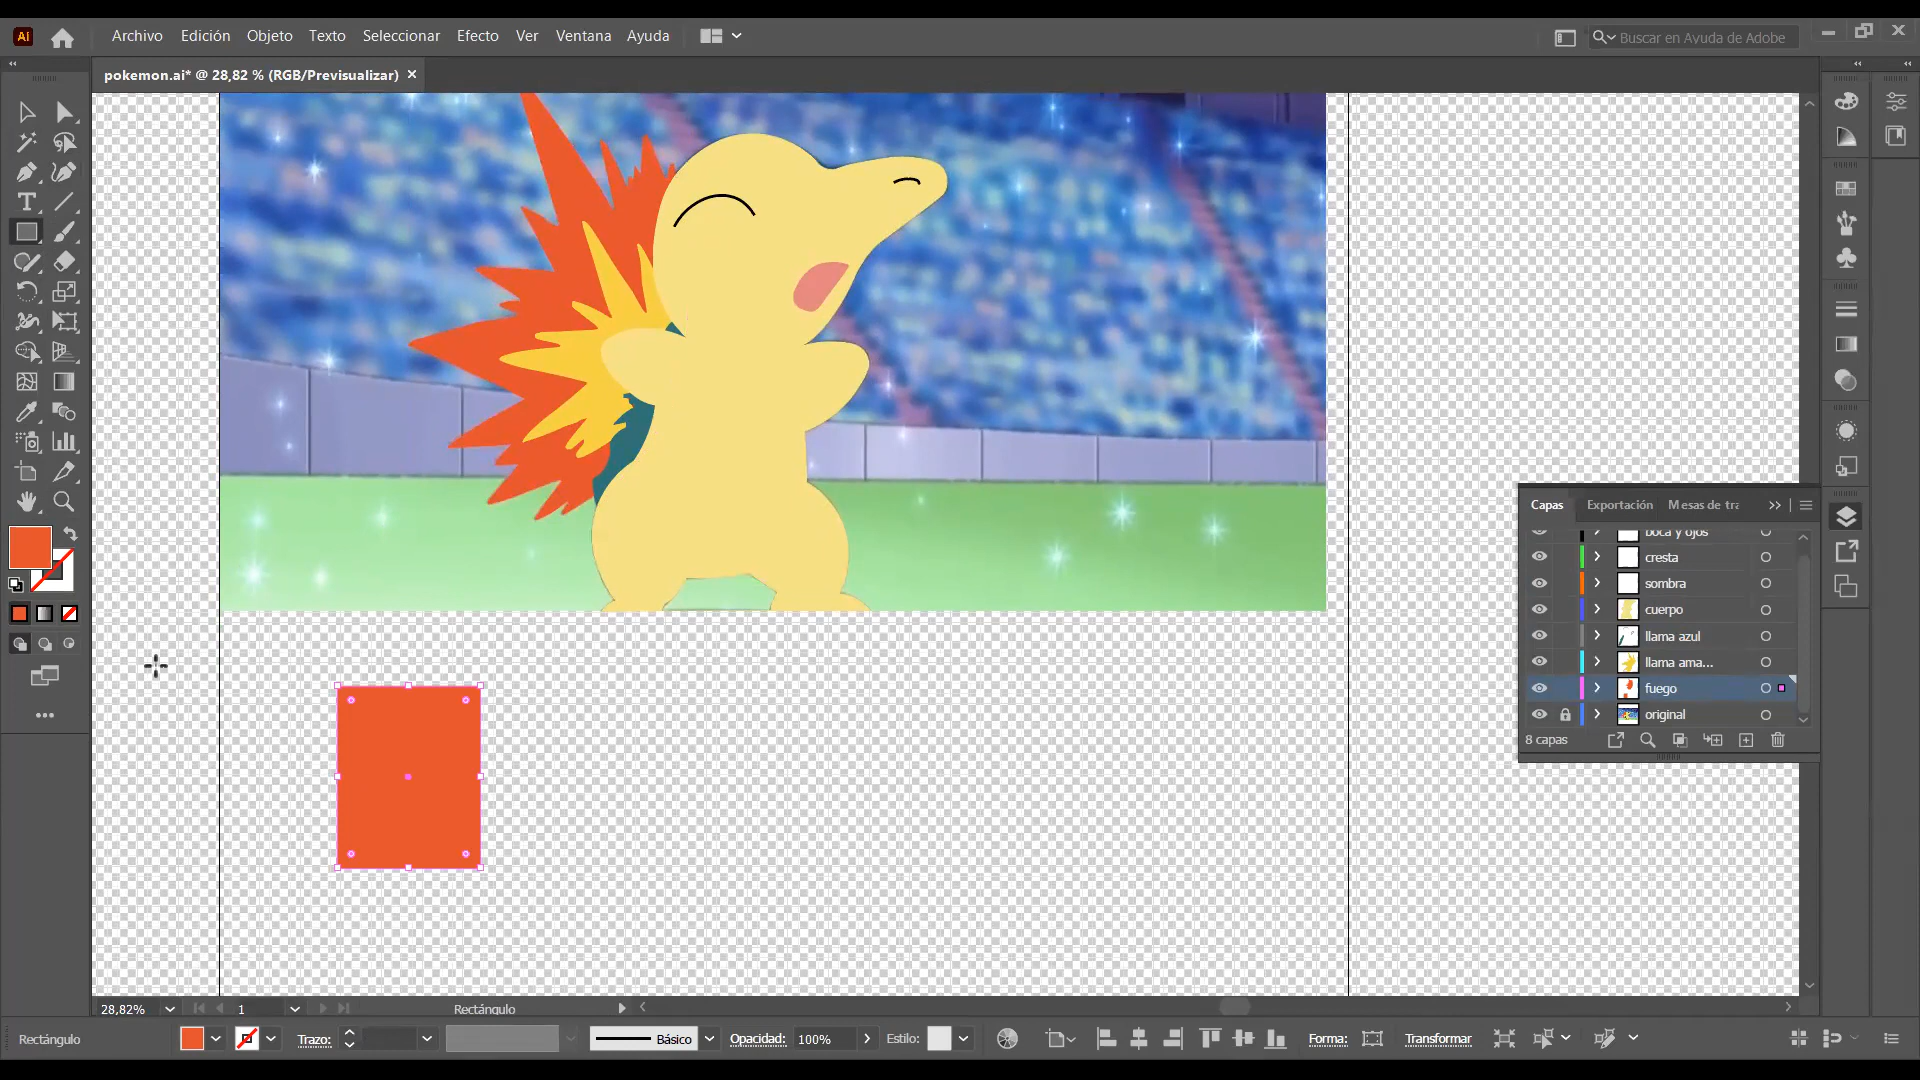 Ai
Archivo Edición Objeto Texto Seleccionar Efecto Ver Ventana Ayuda
Buscar en Ayuda de Adobe
pokemon.ai* @ 28,82 % (RGB/Previsualizar) ×
Capas Exportación Mesas de tra
boca y ojos
cresta
sombra
cuerpo
llama azul
llama ama...
fuego
original
8 capas
28,82% 1 Rectángulo
Rectángulo Trazo: Básico Opacidad: 100% Estilo: Forma: Transformar